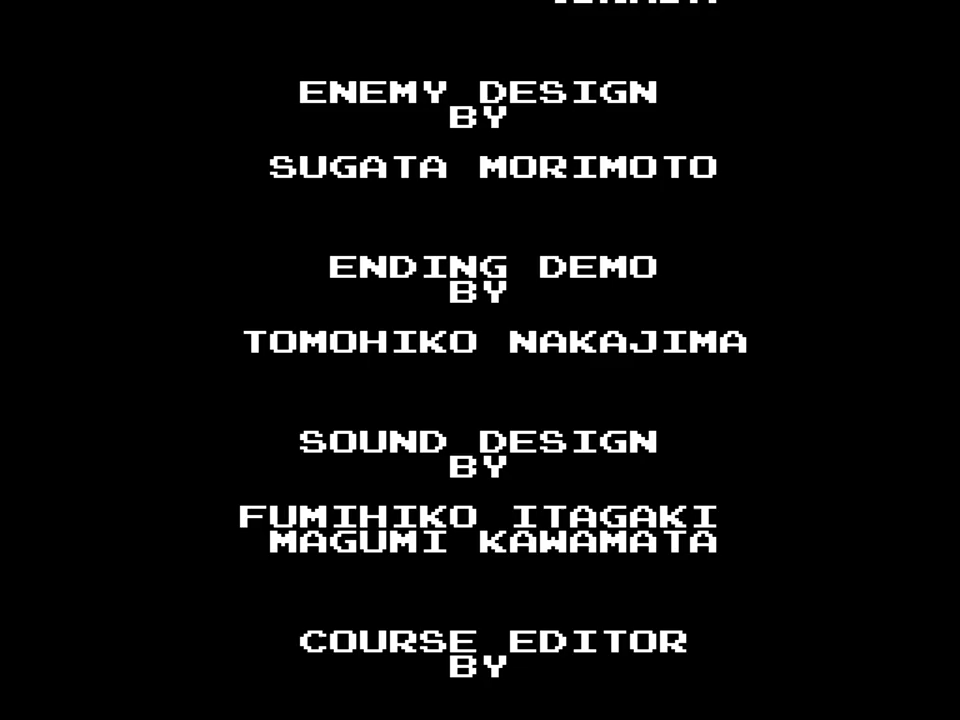 ENEMY DESIGN
BY
SUGATA MORIMOTO
ENDING DEMO
BY
TOMOHIKO NAKAJIMA
SOUND DESIGN
BY
FUMIHIKO ITAGAKI
MAGUMI KAWAMATA
COURSE EDITOR
BY